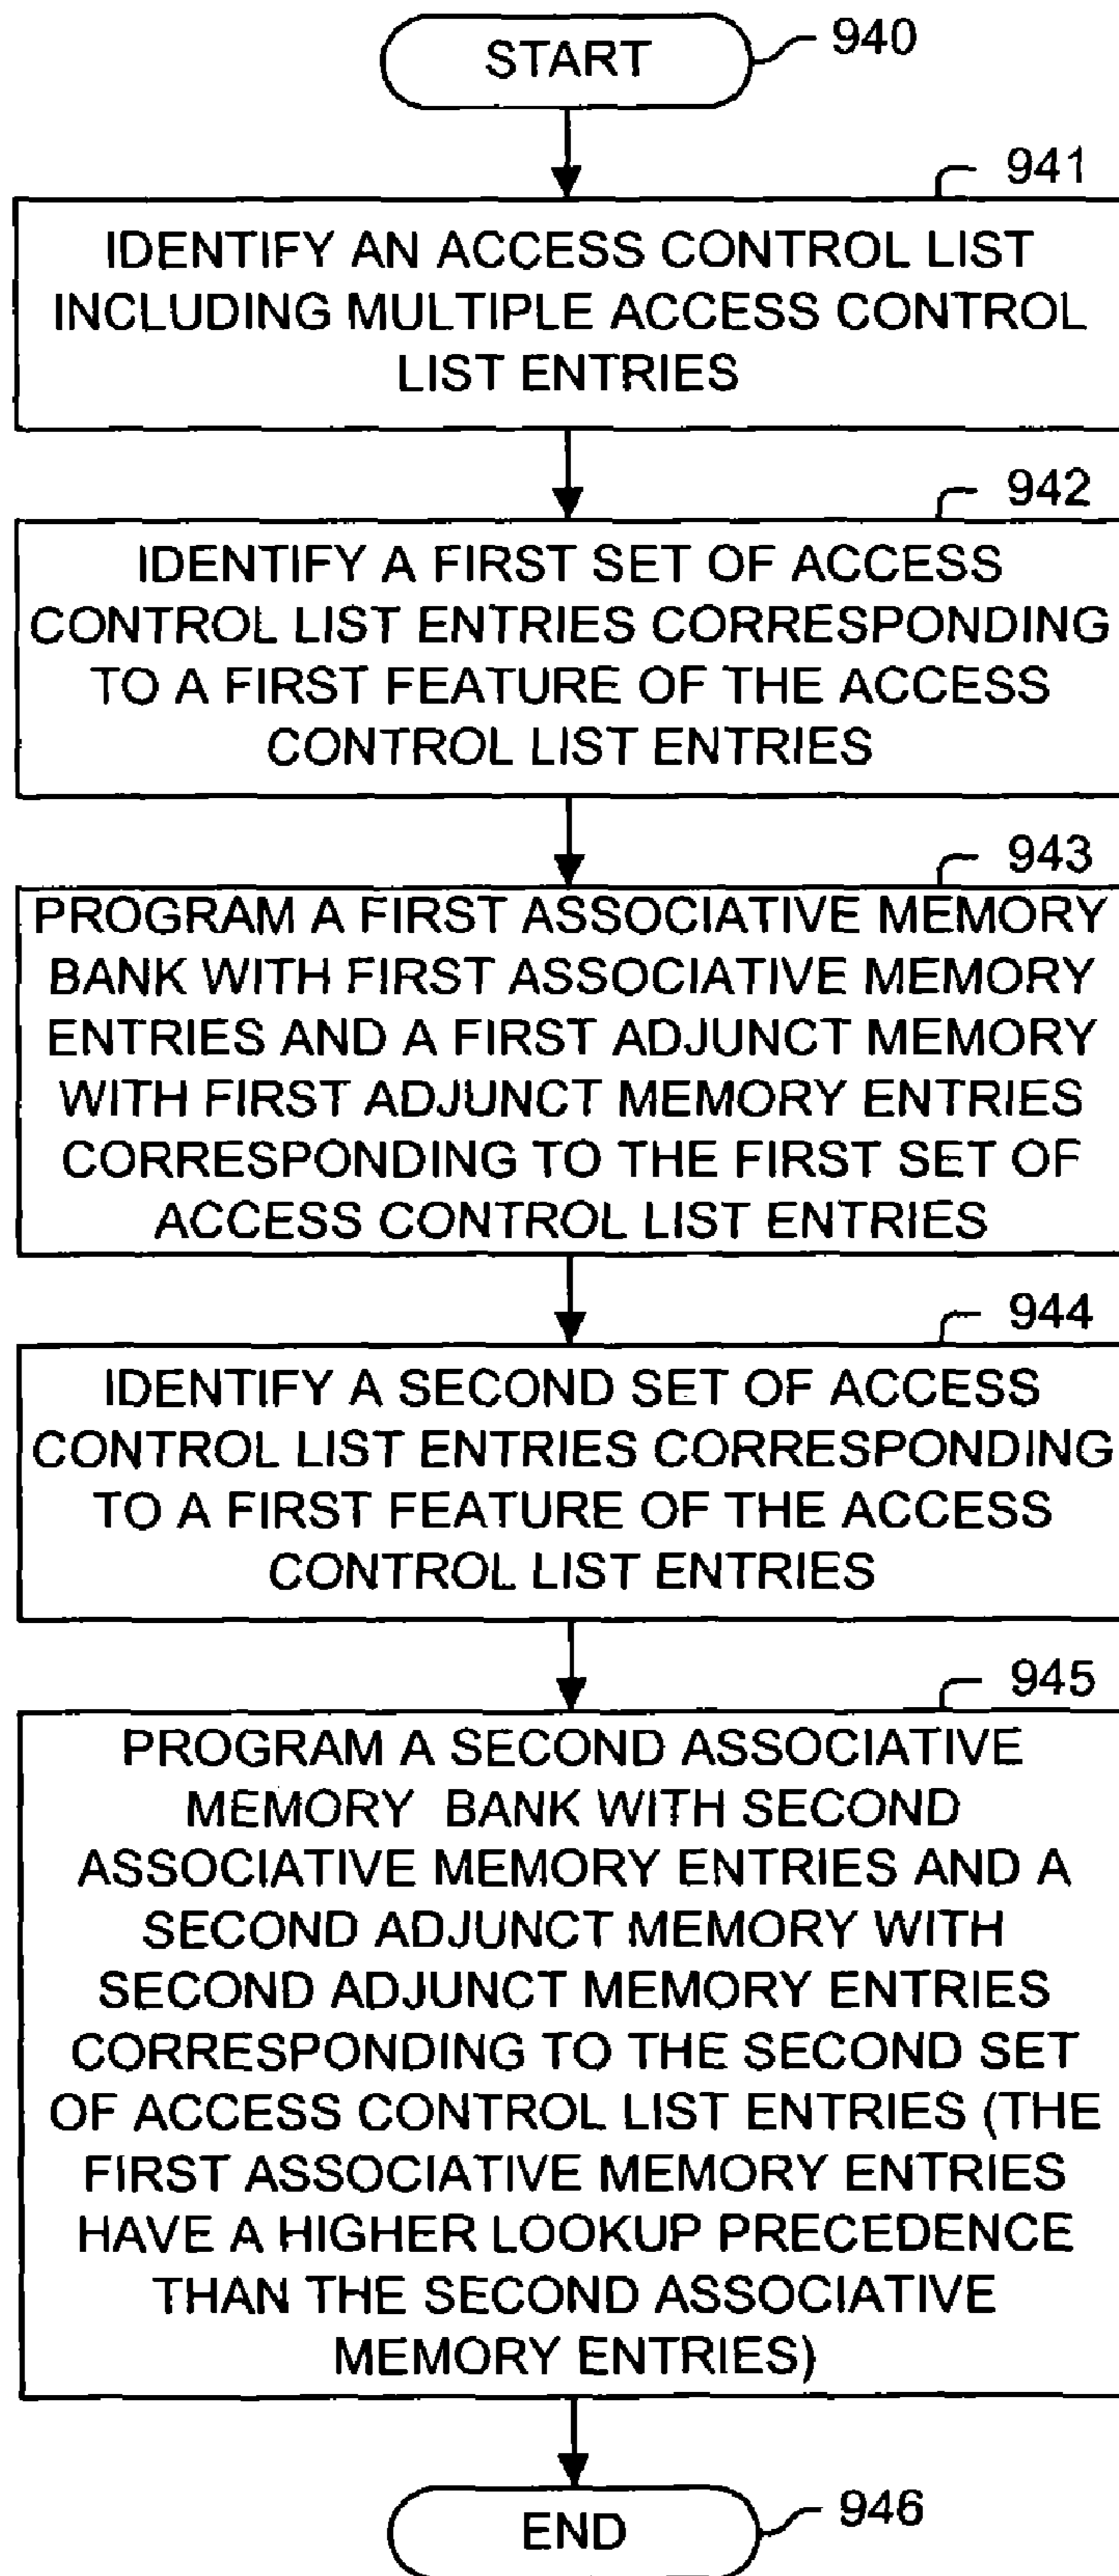 START
940
941
IDENTIFY AN ACCESS CONTROL LIST
INCLUDING MULTIPLE ACCESS CONTROL
LIST ENTRIES
942
IDENTIFY A FIRST SET OF ACCESS
CONTROL LIST ENTRIES CORRESPONDING
TO A FIRST FEATURE OF THE ACCESS
CONTROL LIST ENTRIES
943
PROGRAM A FIRST ASSOCIATIVE MEMORY
BANK WITH FIRST ASSOCIATIVE MEMORY
ENTRIES AND A FIRST ADJUNCT MEMORY
WITH FIRST ADJUNCT MEMORY ENTRIES
CORRESPONDING TO THE FIRST SET OF
ACCESS CONTROL LIST ENTRIES
944
IDENTIFY A SECOND SET OF ACCESS
CONTROL LIST ENTRIES CORRESPONDING
TO A FIRST FEATURE OF THE ACCESS
CONTROL LIST ENTRIES
945
PROGRAM A SECOND ASSOCIATIVE
MEMORY BANK WITH SECOND
ASSOCIATIVE MEMORY ENTRIES AND A
SECOND ADJUNCT MEMORY WITH
SECOND ADJUNCT MEMORY ENTRIES
CORRESPONDING TO THE SECOND SET
OF ACCESS CONTROL LIST ENTRIES (THE
FIRST ASSOCIATIVE MEMORY ENTRIES
HAVE A HIGHER LOOKUP PRECEDENCE
THAN THE SECOND ASSOCIATIVE
MEMORY ENTRIES)
END
946